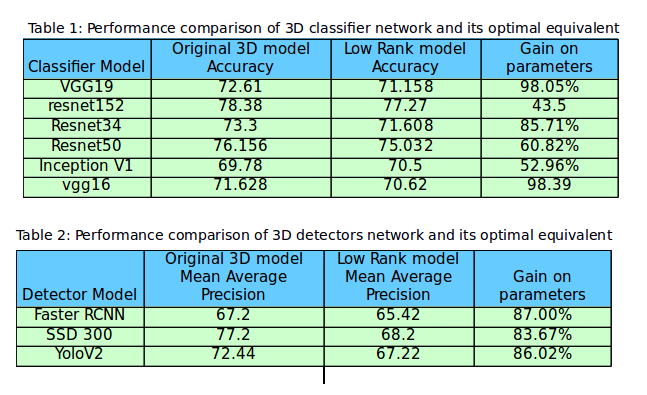 Table 1: Performance comparison of 3D classifier network and its optimal equivalent
Classifier Model Original 3D model Accuracy Low Rank model Accuracy Gain on parameters
VGG19 72.61 71.158 98.05%
resnet152 78.38 77.27 43.5
Resnet34 73.3 71.608 85.71%
Resnet50 76.156 75.032 60.82%
Inception V1 69.78 70.5 52.96%
vgg16 71.628 70.62 98.39
Table 2: Performance comparison of 3D detectors network and its optimal equivalent
Detector Model Original 3D model Mean Average Precision Low Rank model Mean Average Precision Gain on parameters
Faster RCNN 67.2 65.42 87.00%
SSD 300 77.2 68.2 83.67%
YoloV2 72.44 67.22 86.02%